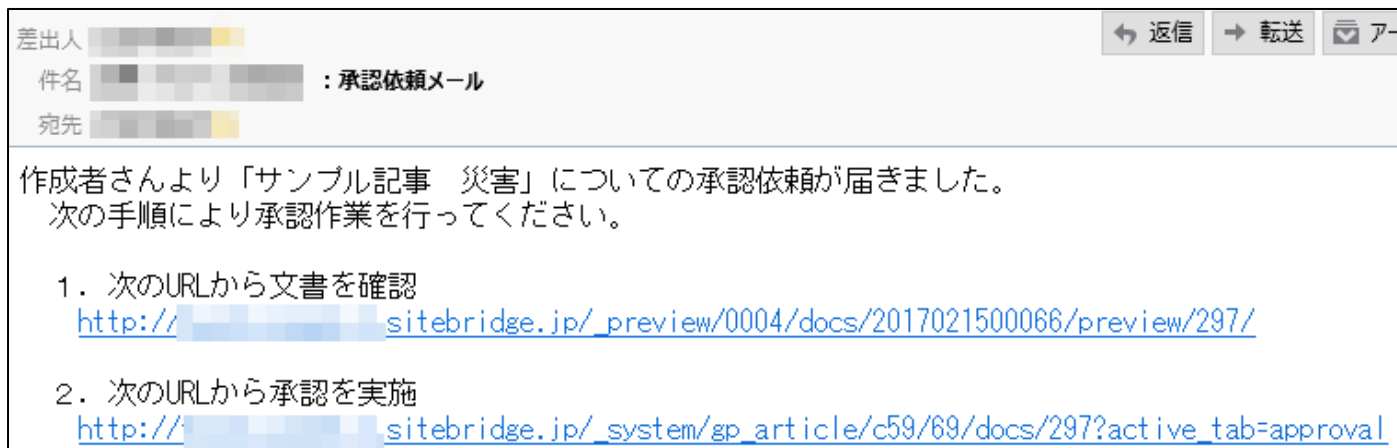 差出人
返信 転送 アー
件名 :承認依頼メール
宛先
作成者さんより「サンプル記事　災害」についての承認依頼が届きました。
次の手順により承認作業を行ってください。
１．次のURLから文書を確認
http:// sitebridge.jp/_preview/0004/docs/2017021500066/preview/297/
２．次のURLから承認を実施
http:// sitebridge.jp/_system/gp_article/c59/69/docs/297?active_tab=approval